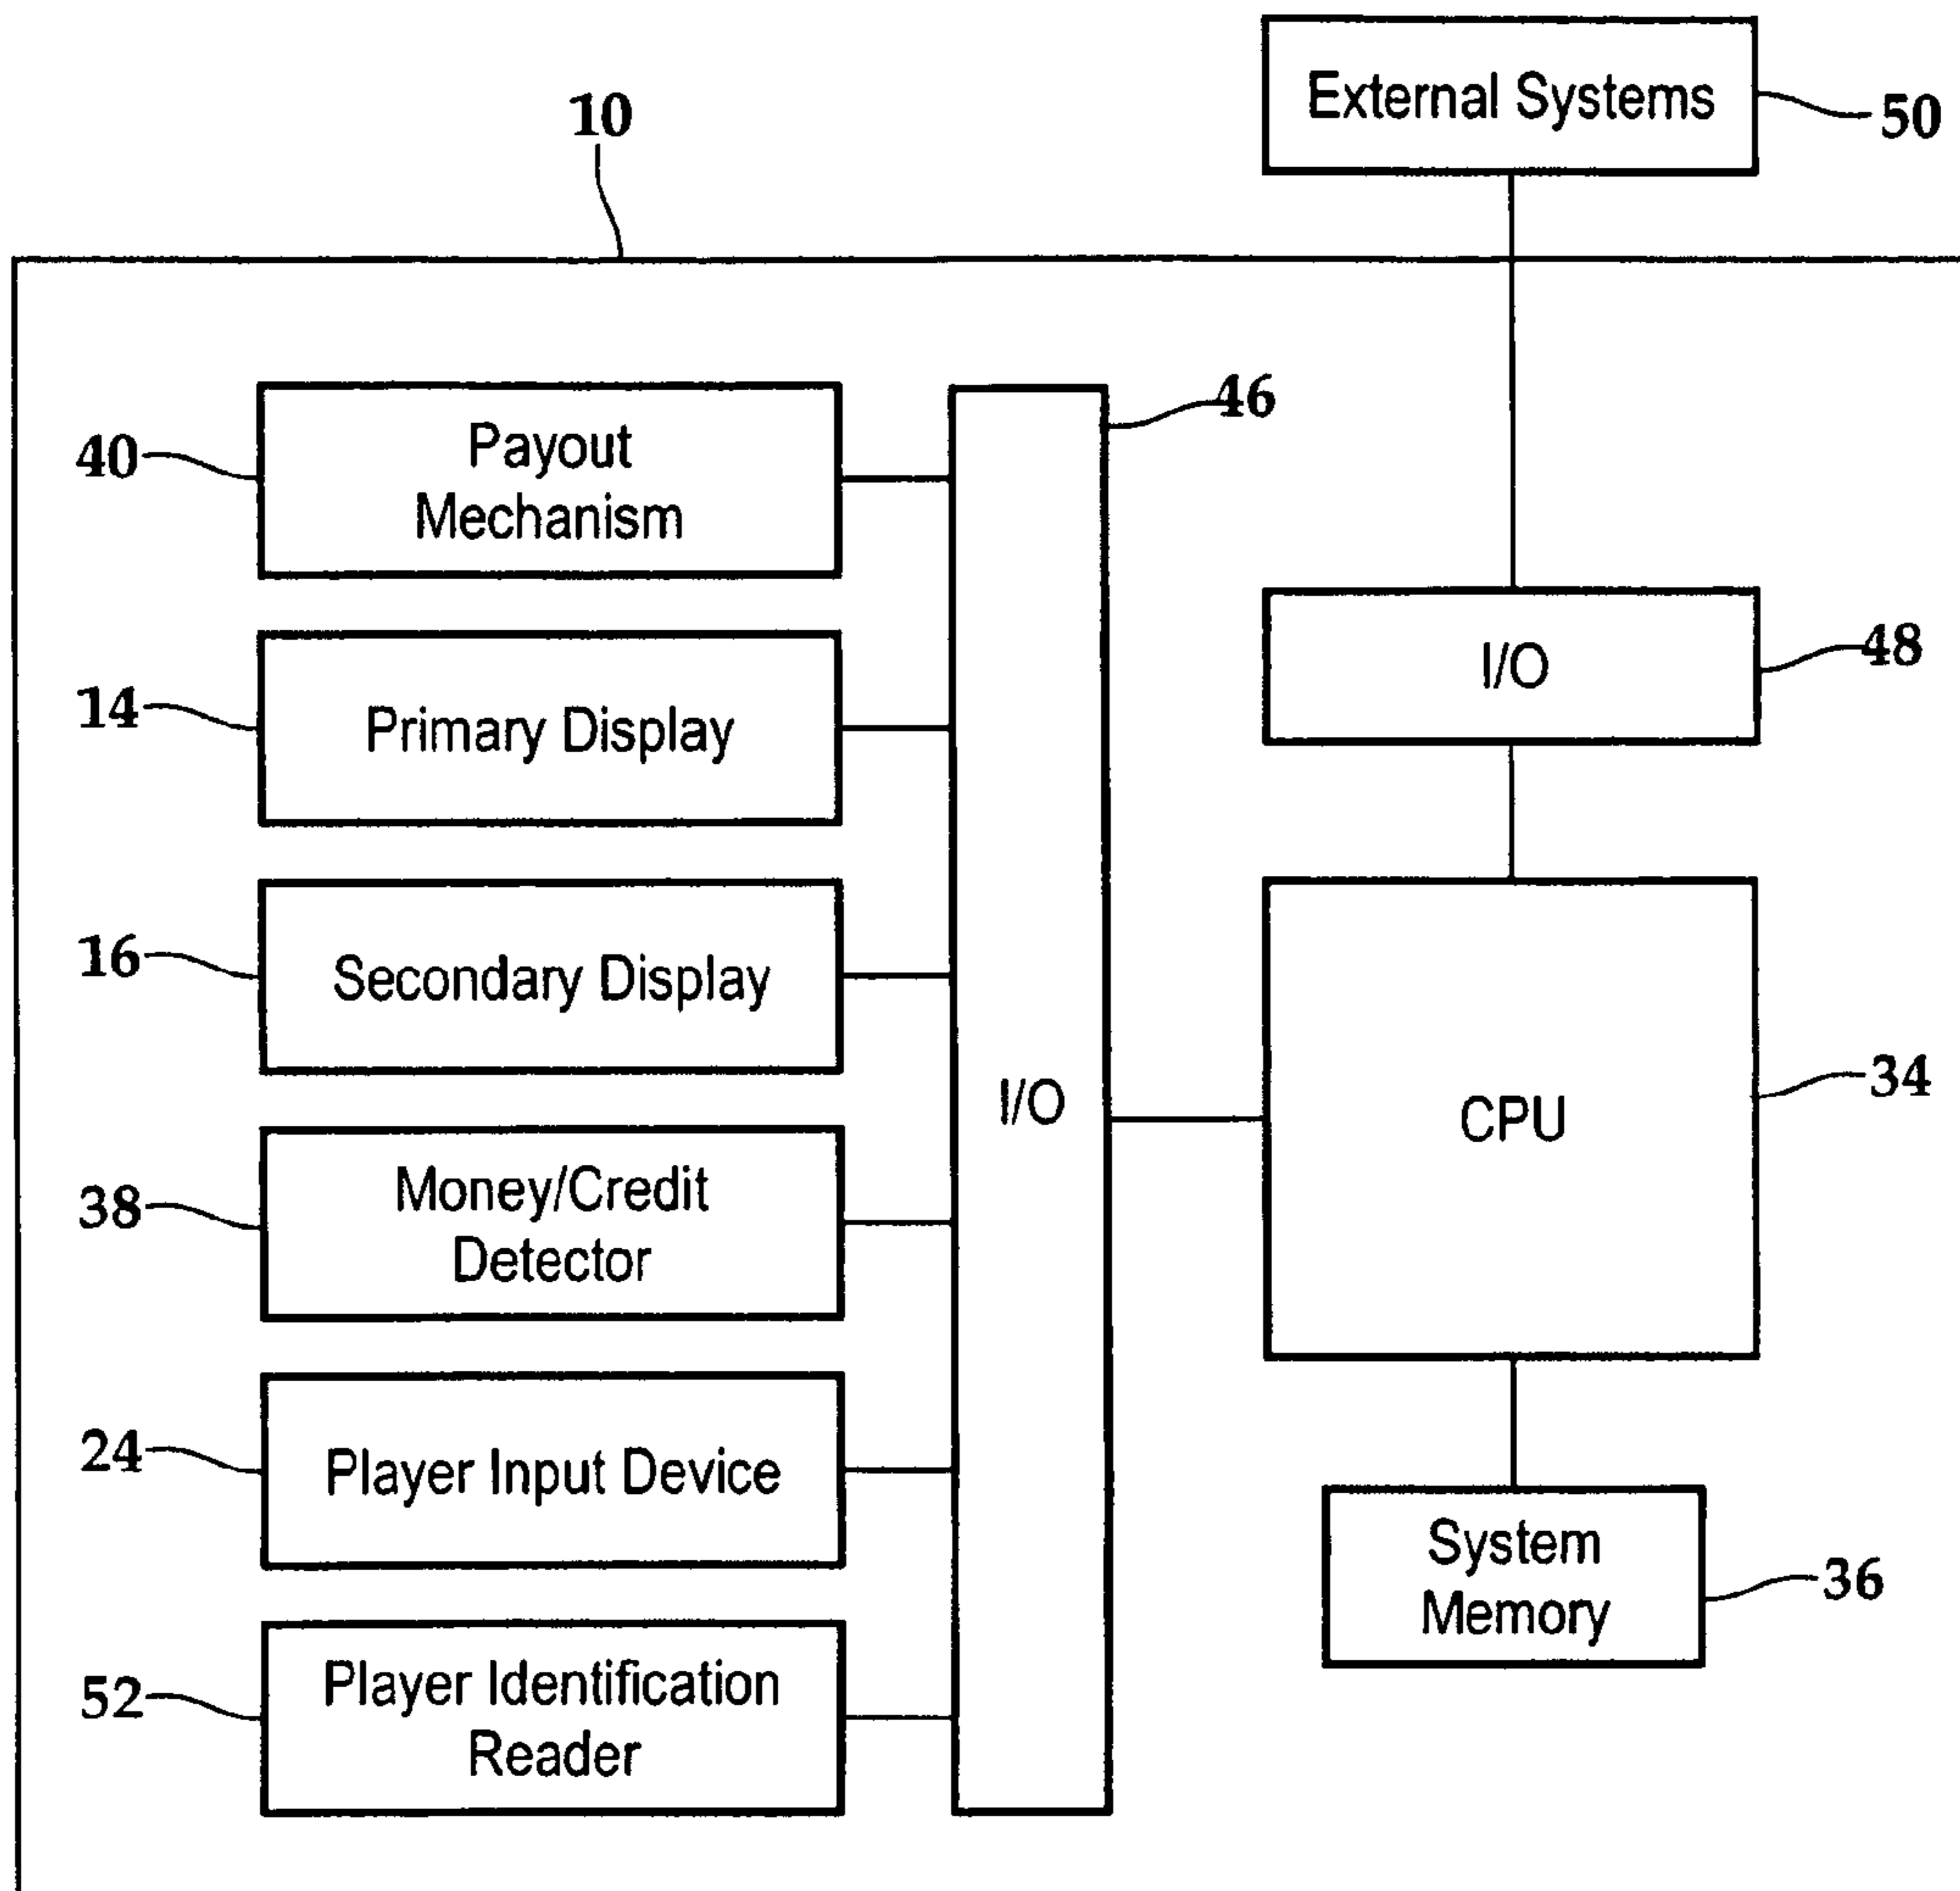 External Systems
50
10
46
40
Payout
Mechanism
I/O
48
14
Primary Display
16
Secondary Display
I/O
CPU
34
38
Money/Credit
Detector
24
Player Input Device
System
Memory
36
52
Player Identification
Reader